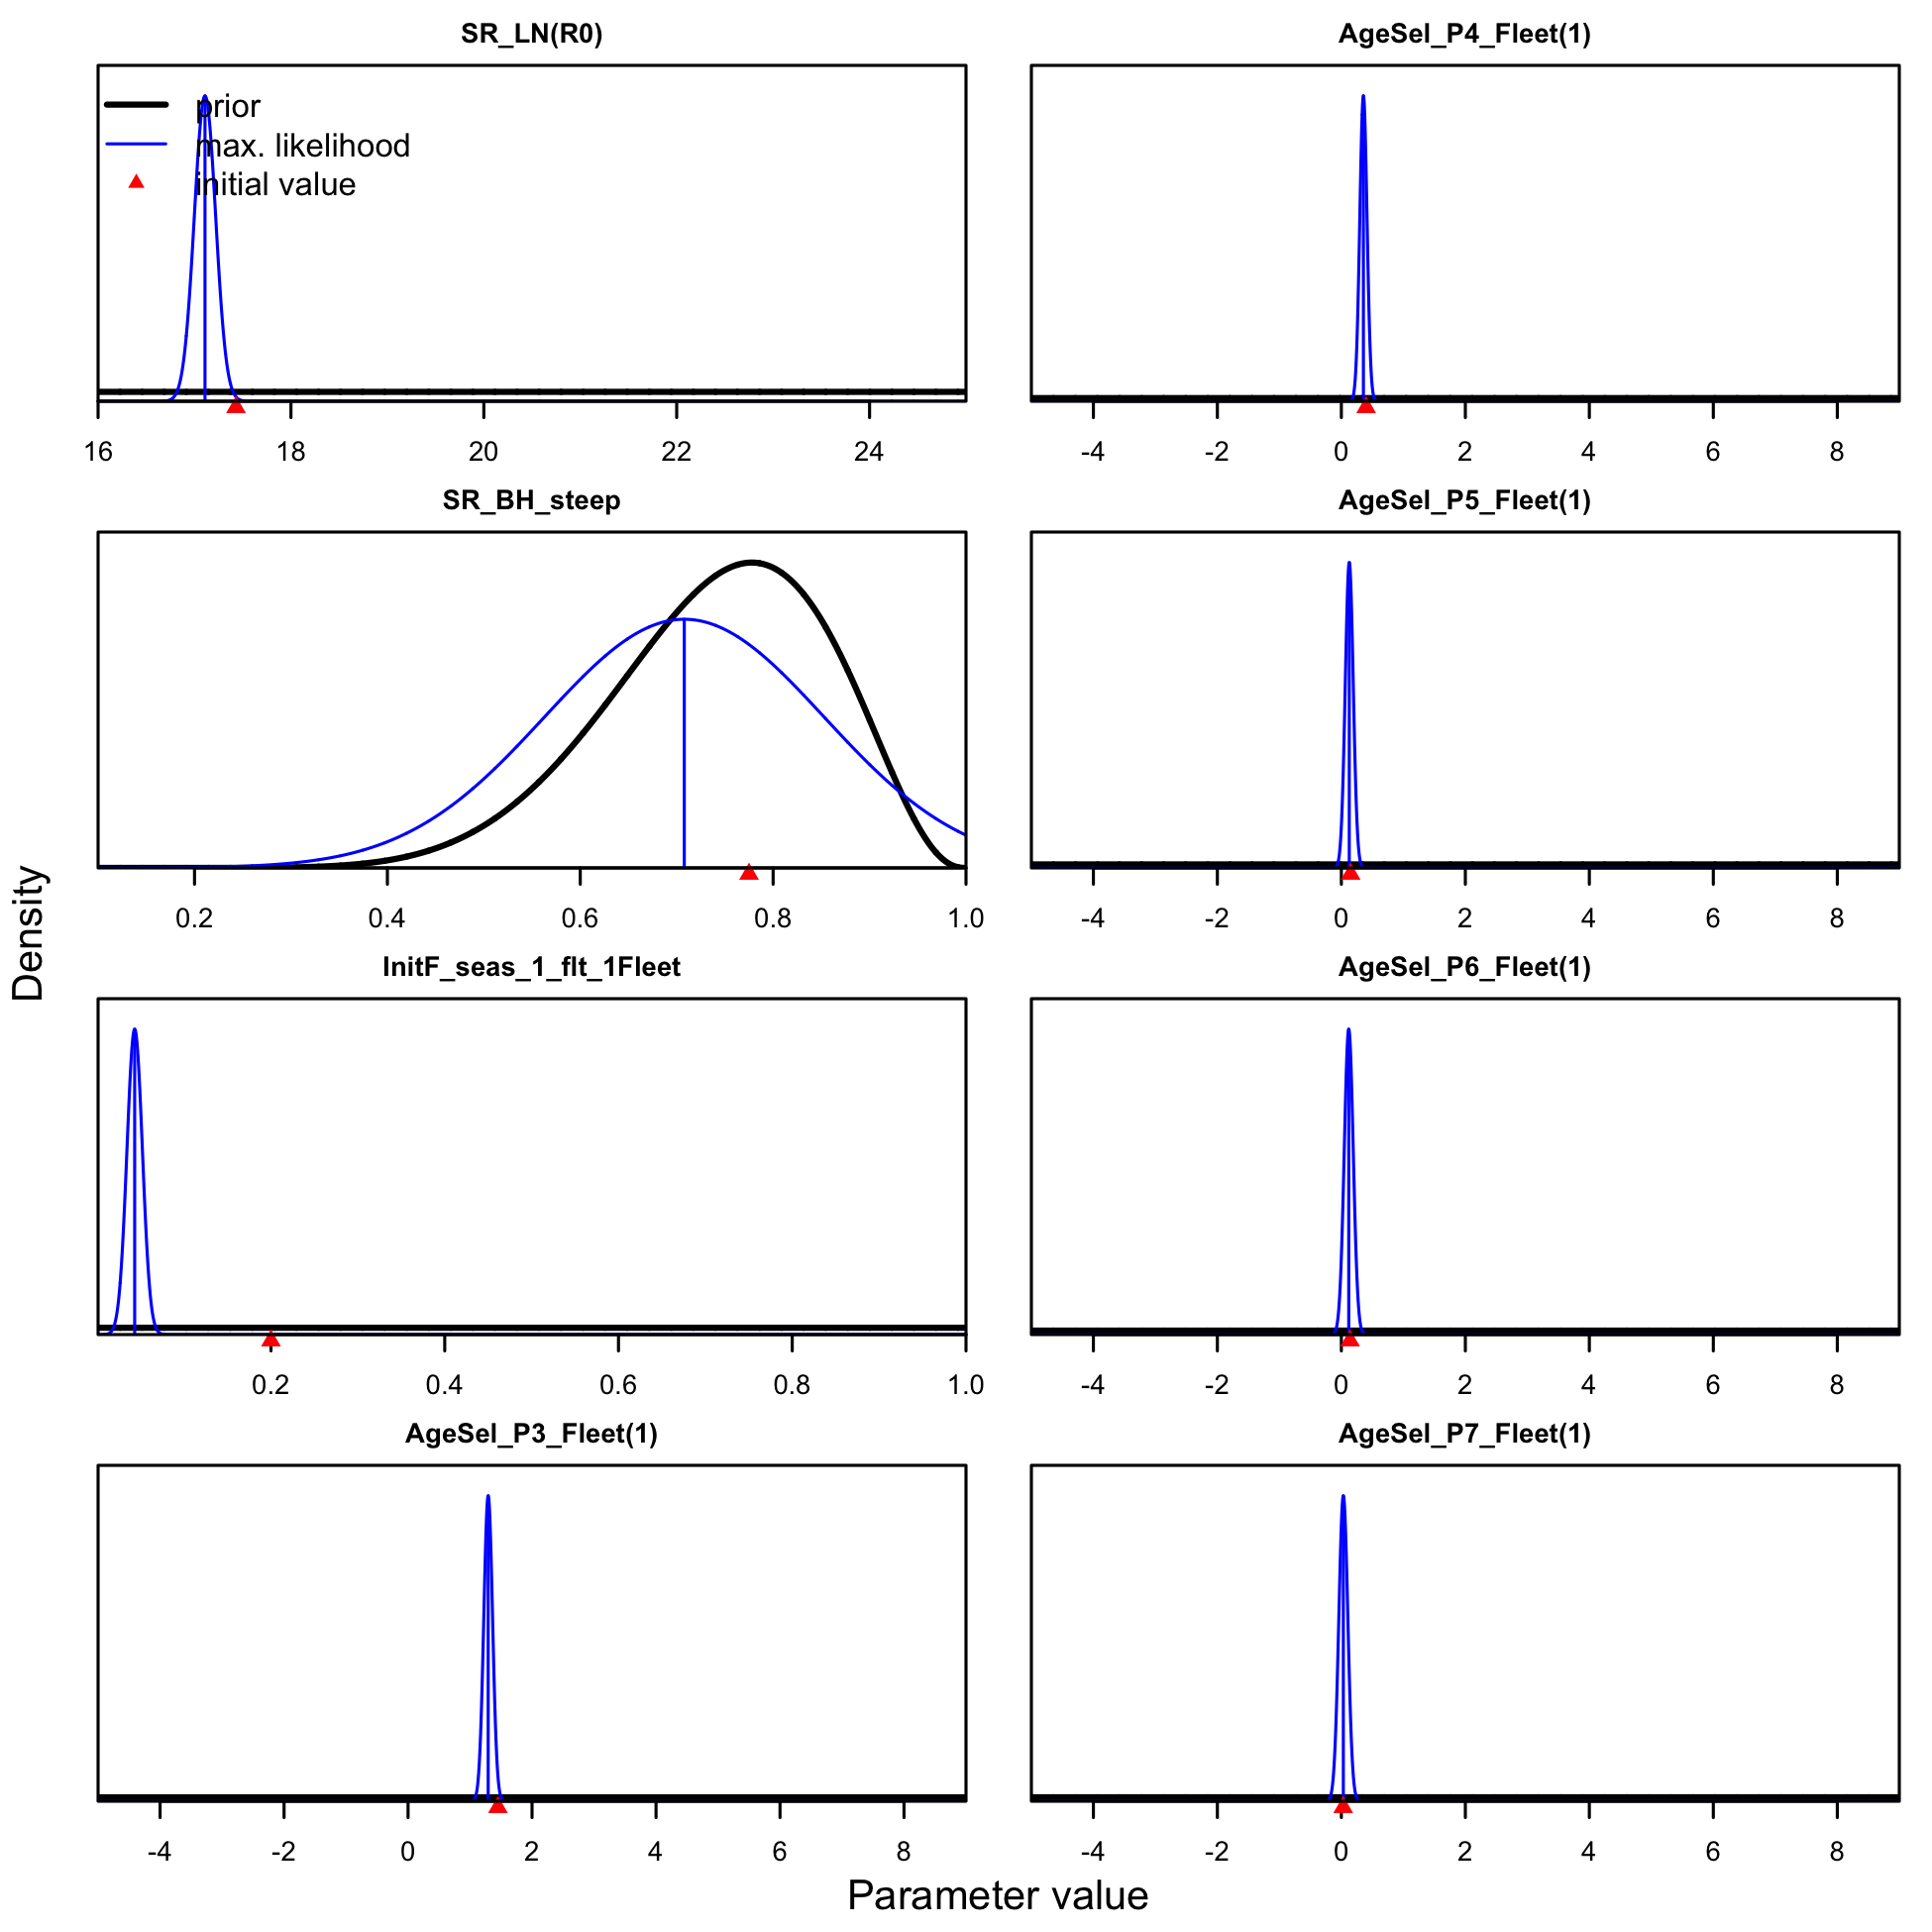 SR_LN(R0)
prior
max. likelihood
initial value
16 18 20 22 24
AgeSel_P4_Fleet(1)
-4 -2 0 2 4 6 8
SR_BH_steep
0.2 0.4 0.6 0.8 1.0
AgeSel_P5_Fleet(1)
-4 -2 0 2 4 6 8
InitF_seas_1_flt_1Fleet
0.2 0.4 0.6 0.8 1.0
AgeSel_P6_Fleet(1)
-4 -2 0 2 4 6 8
AgeSel_P3_Fleet(1)
-4 -2 0 2 4 6 8
AgeSel_P7_Fleet(1)
-4 -2 0 2 4 6 8
Density
Parameter value